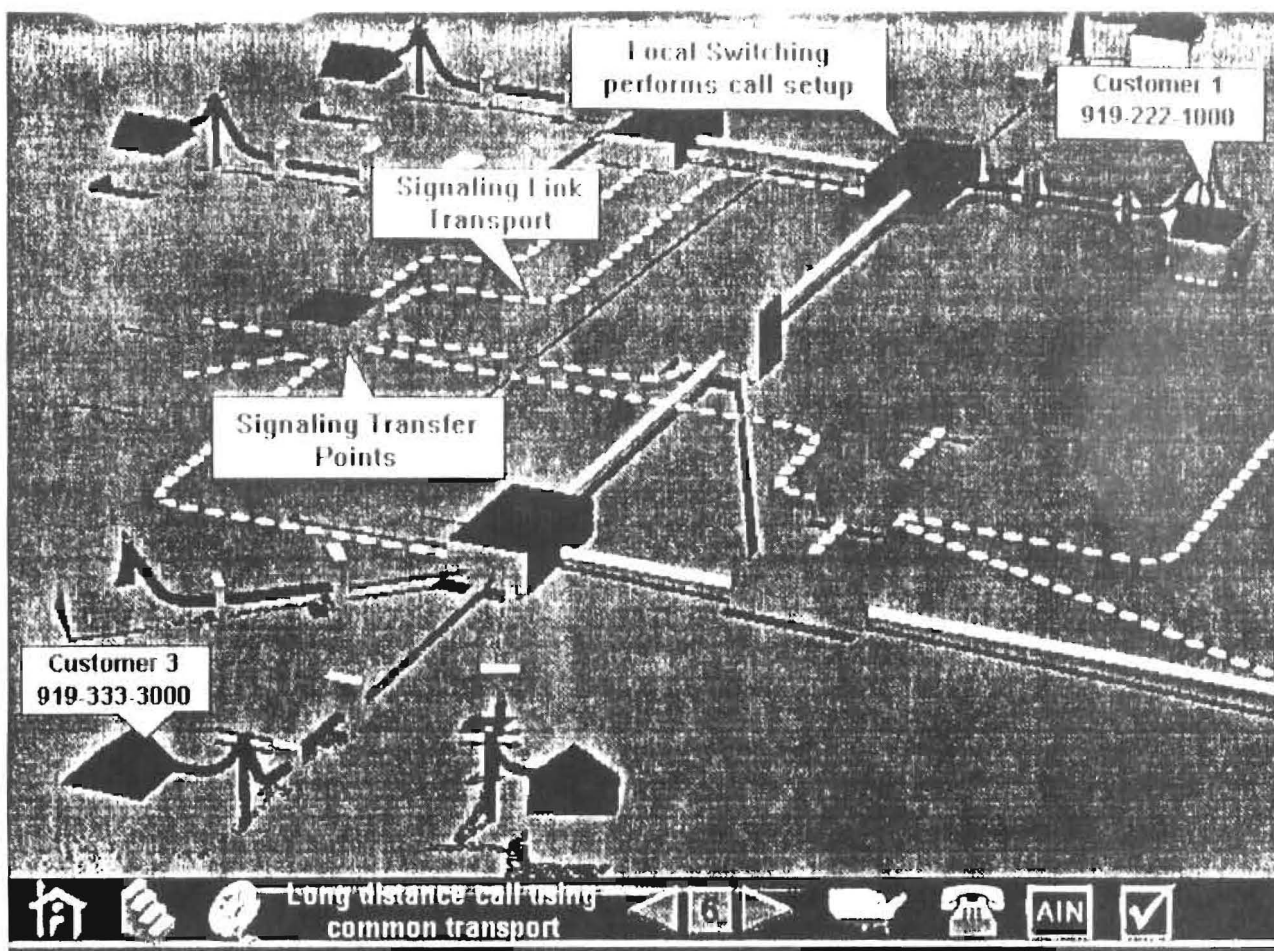 Local Switching
performs call setup
Customer 1
919-222-1000
Signaling Link
Transport
Signaling Transfer
Points
Customer 3
919-333-3000
Long distance call using
common transport
6
AIN